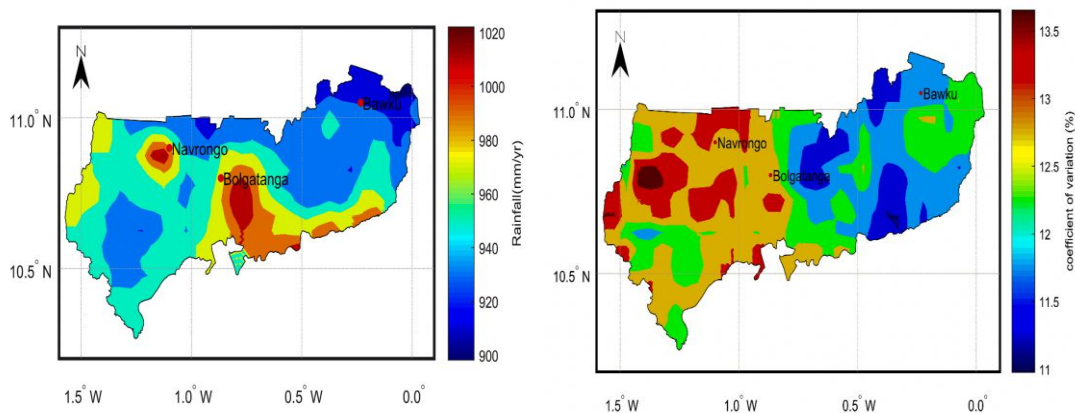 N
11.0° N
10.5° N
1.5° W
1.0° W
0.5° W
0.0°
Navrongo
Bolgatanga
Bawku
1020
1000
980
960
940
920
900
Rainfall(mm/yr)
N
11.0° N
10.5° N
1.5° W
1.0° W
0.5° W
0.0°
Navrongo
Bolgatanga
Bawku
13.5
13
12.5
12
11.5
11
coefficient of variation (%)